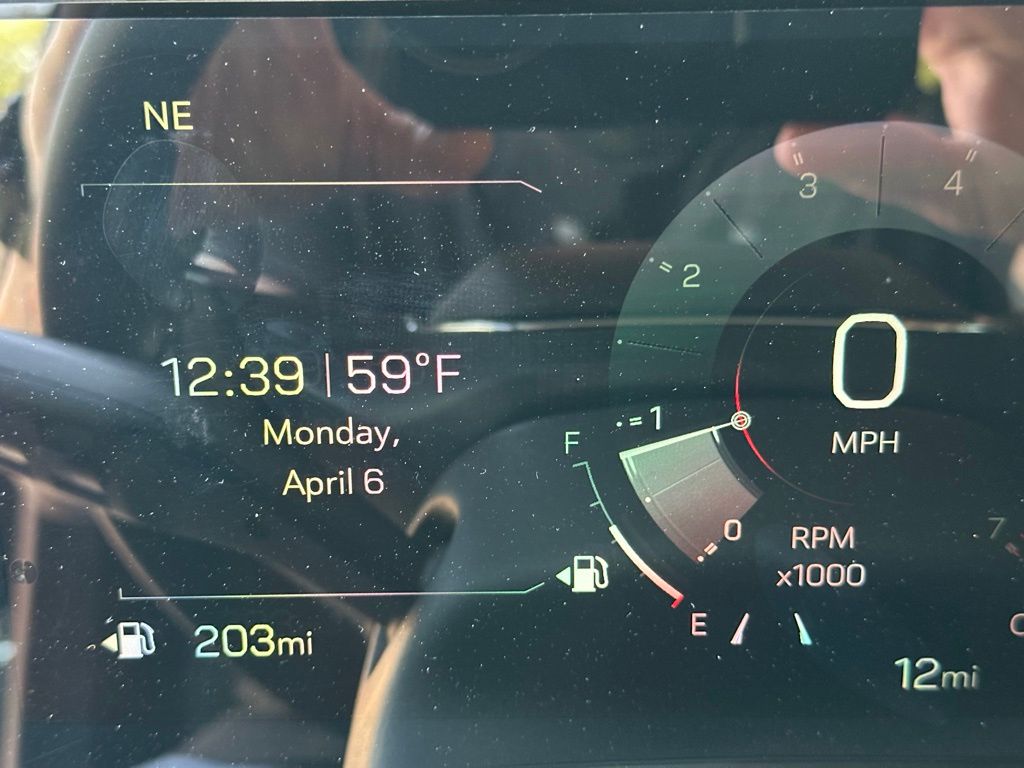 NE
12:39 | 59°F
Monday,
April 6
203mi
F
E
0
1
2
3
4
7
0
MPH
RPM
x1000
12mi